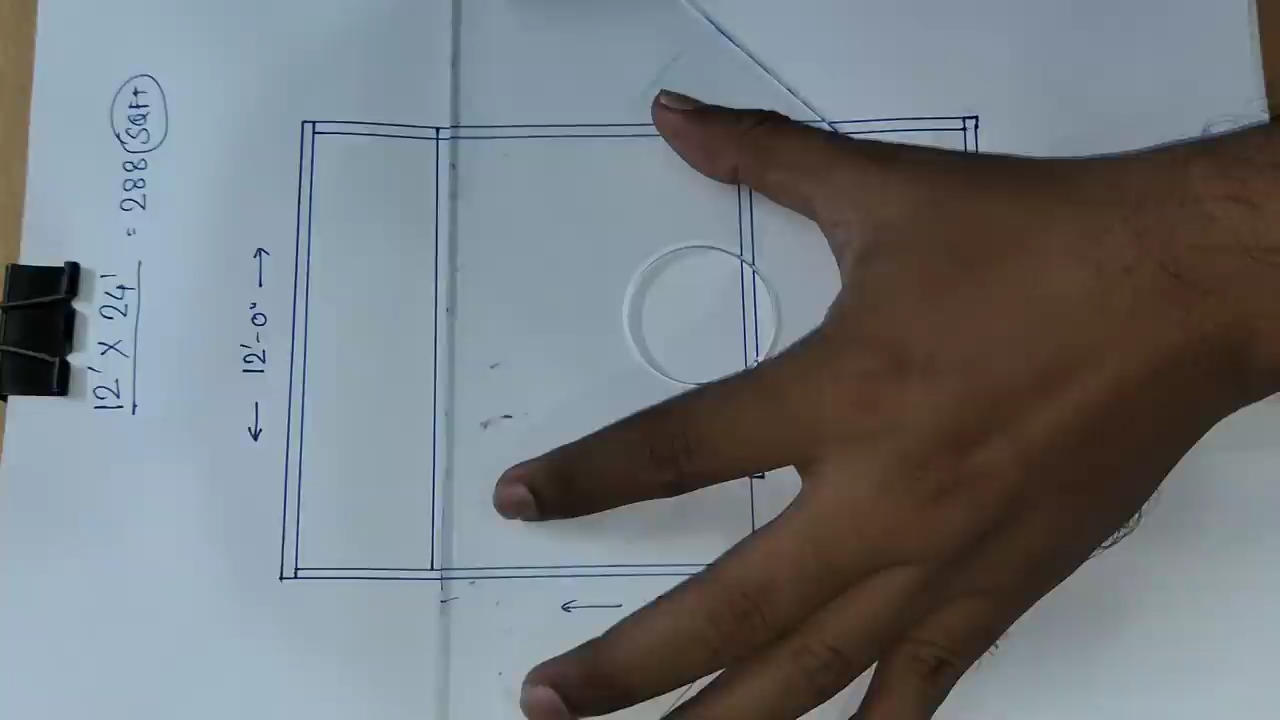 12' X 24' = 288 Sqft
← 12'-0" →
←